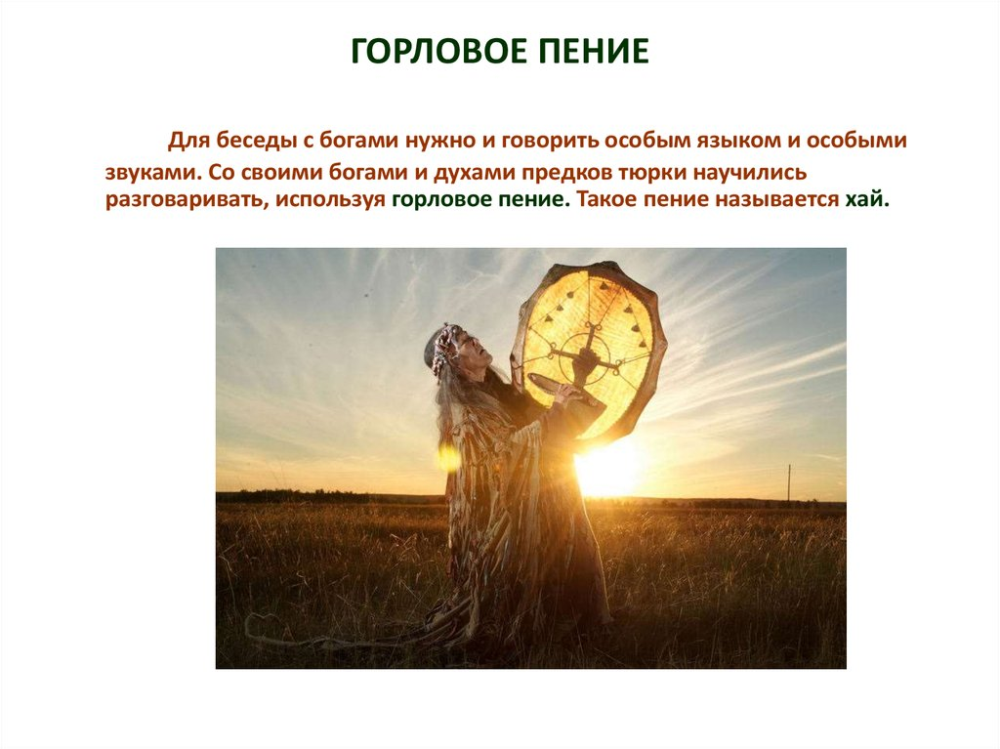 ГОРЛОВОЕ ПЕНИЕ
Для беседы с богами нужно и говорить особым языком и особыми
звуками. Со своими богами и духами предков тюрки научились
разговаривать, используя горловое пение. Такое пение называется хай.